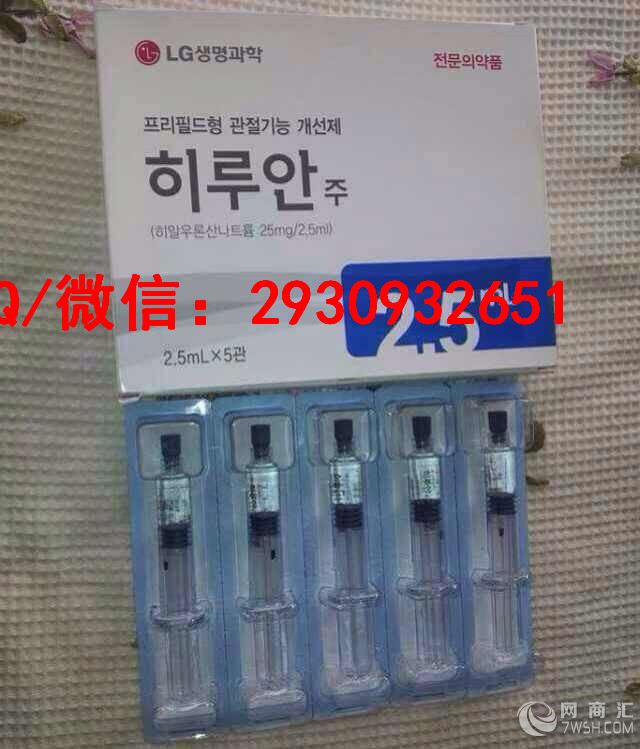 LG생명과학
전문의약품
프리필드형 관절기능 개선제
히루안 주
(히알우론산나트륨 25mg/2.5ml)
Q/微信：2930932651
2.5mL
2.5mL×5관
网商汇
7WSH.COM